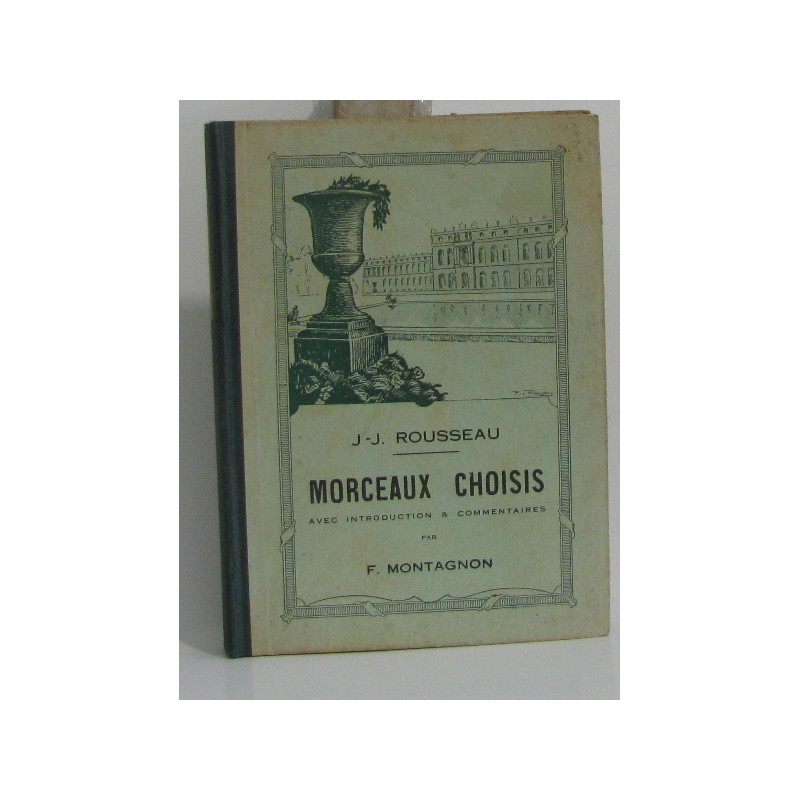 J-J. ROUSSEAU
MORCEAUX CHOISIS
AVEC INTRODUCTION & COMMENTAIRES
PAR
F. MONTAGNON